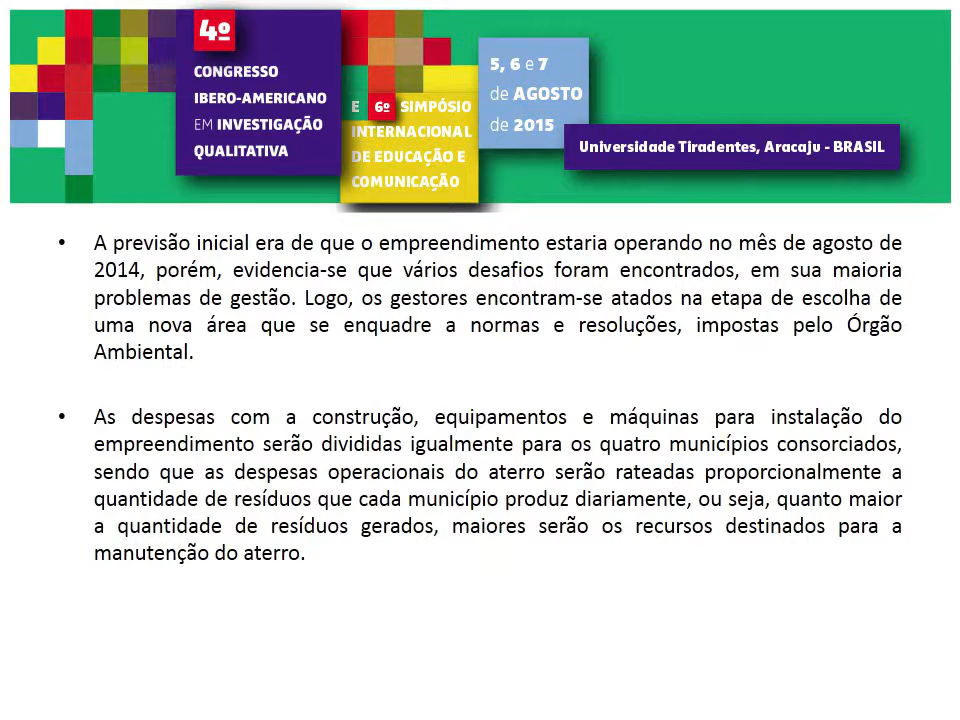 4º
CONGRESSO
IBERO-AMERICANO
EM INVESTIGAÇÃO
QUALITATIVA
E 6º SIMPÓSIO
INTERNACIONAL
DE EDUCAÇÃO E
COMUNICAÇÃO
5, 6 e 7
de AGOSTO
de 2015
Universidade Tiradentes, Aracaju - BRASIL
• A previsão inicial era de que o empreendimento estaria operando no mês de agosto de
2014, porém, evidencia-se que vários desafios foram encontrados, em sua maioria
problemas de gestão. Logo, os gestores encontram-se atados na etapa de escolha de
uma nova área que se enquadre a normas e resoluções, impostas pelo Órgão
Ambiental.
• As despesas com a construção, equipamentos e máquinas para instalação do
empreendimento serão divididas igualmente para os quatro municípios consorciados,
sendo que as despesas operacionais do aterro serão rateadas proporcionalmente a
quantidade de resíduos que cada município produz diariamente, ou seja, quanto maior
a quantidade de resíduos gerados, maiores serão os recursos destinados para a
manutenção do aterro.